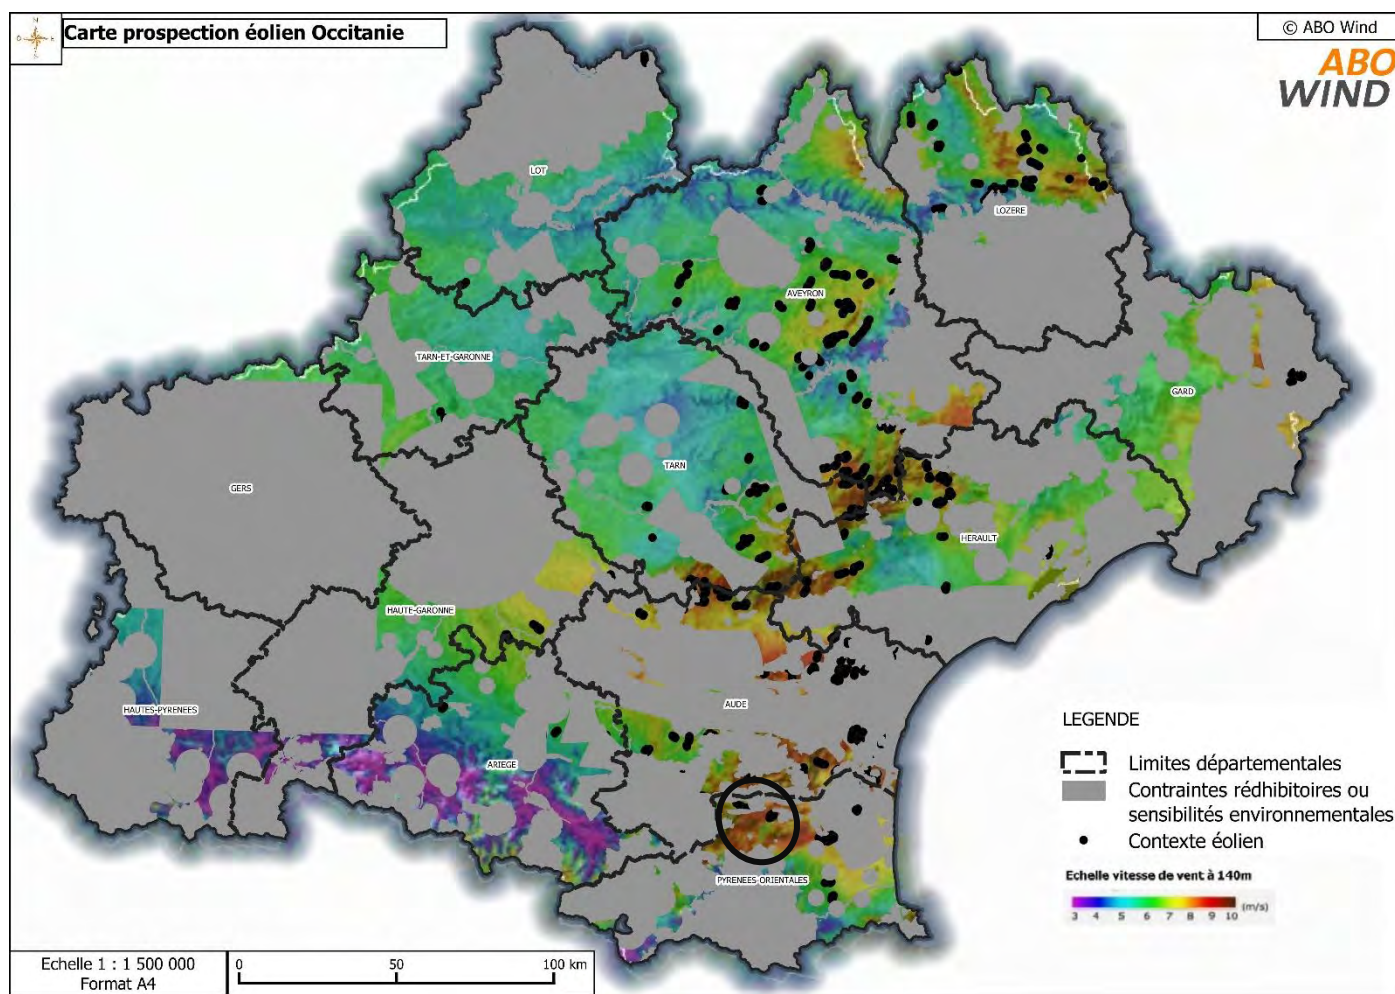 Carte prospection éolien Occitanie
© ABO Wind
ABO
WIND
N
LOT
LOZERE
AVEYRON
TARN-ET-GARONNE
GARD
TARN
GERS
HERAULT
HAUTE-GARONNE
AUDE
HAUTES-PYRENEES
ARIEGE
PYRENEES-ORIENTALES
LEGENDE
Limites départementales
Contraintes rédhibitoires ou
sensibilités environnementales
Contexte éolien
Echelle vitesse de vent à 140m
3 4 5 6 7 8 9 10 (m/s)
Echelle 1 : 1 500 000
Format A4
0 50 100 km